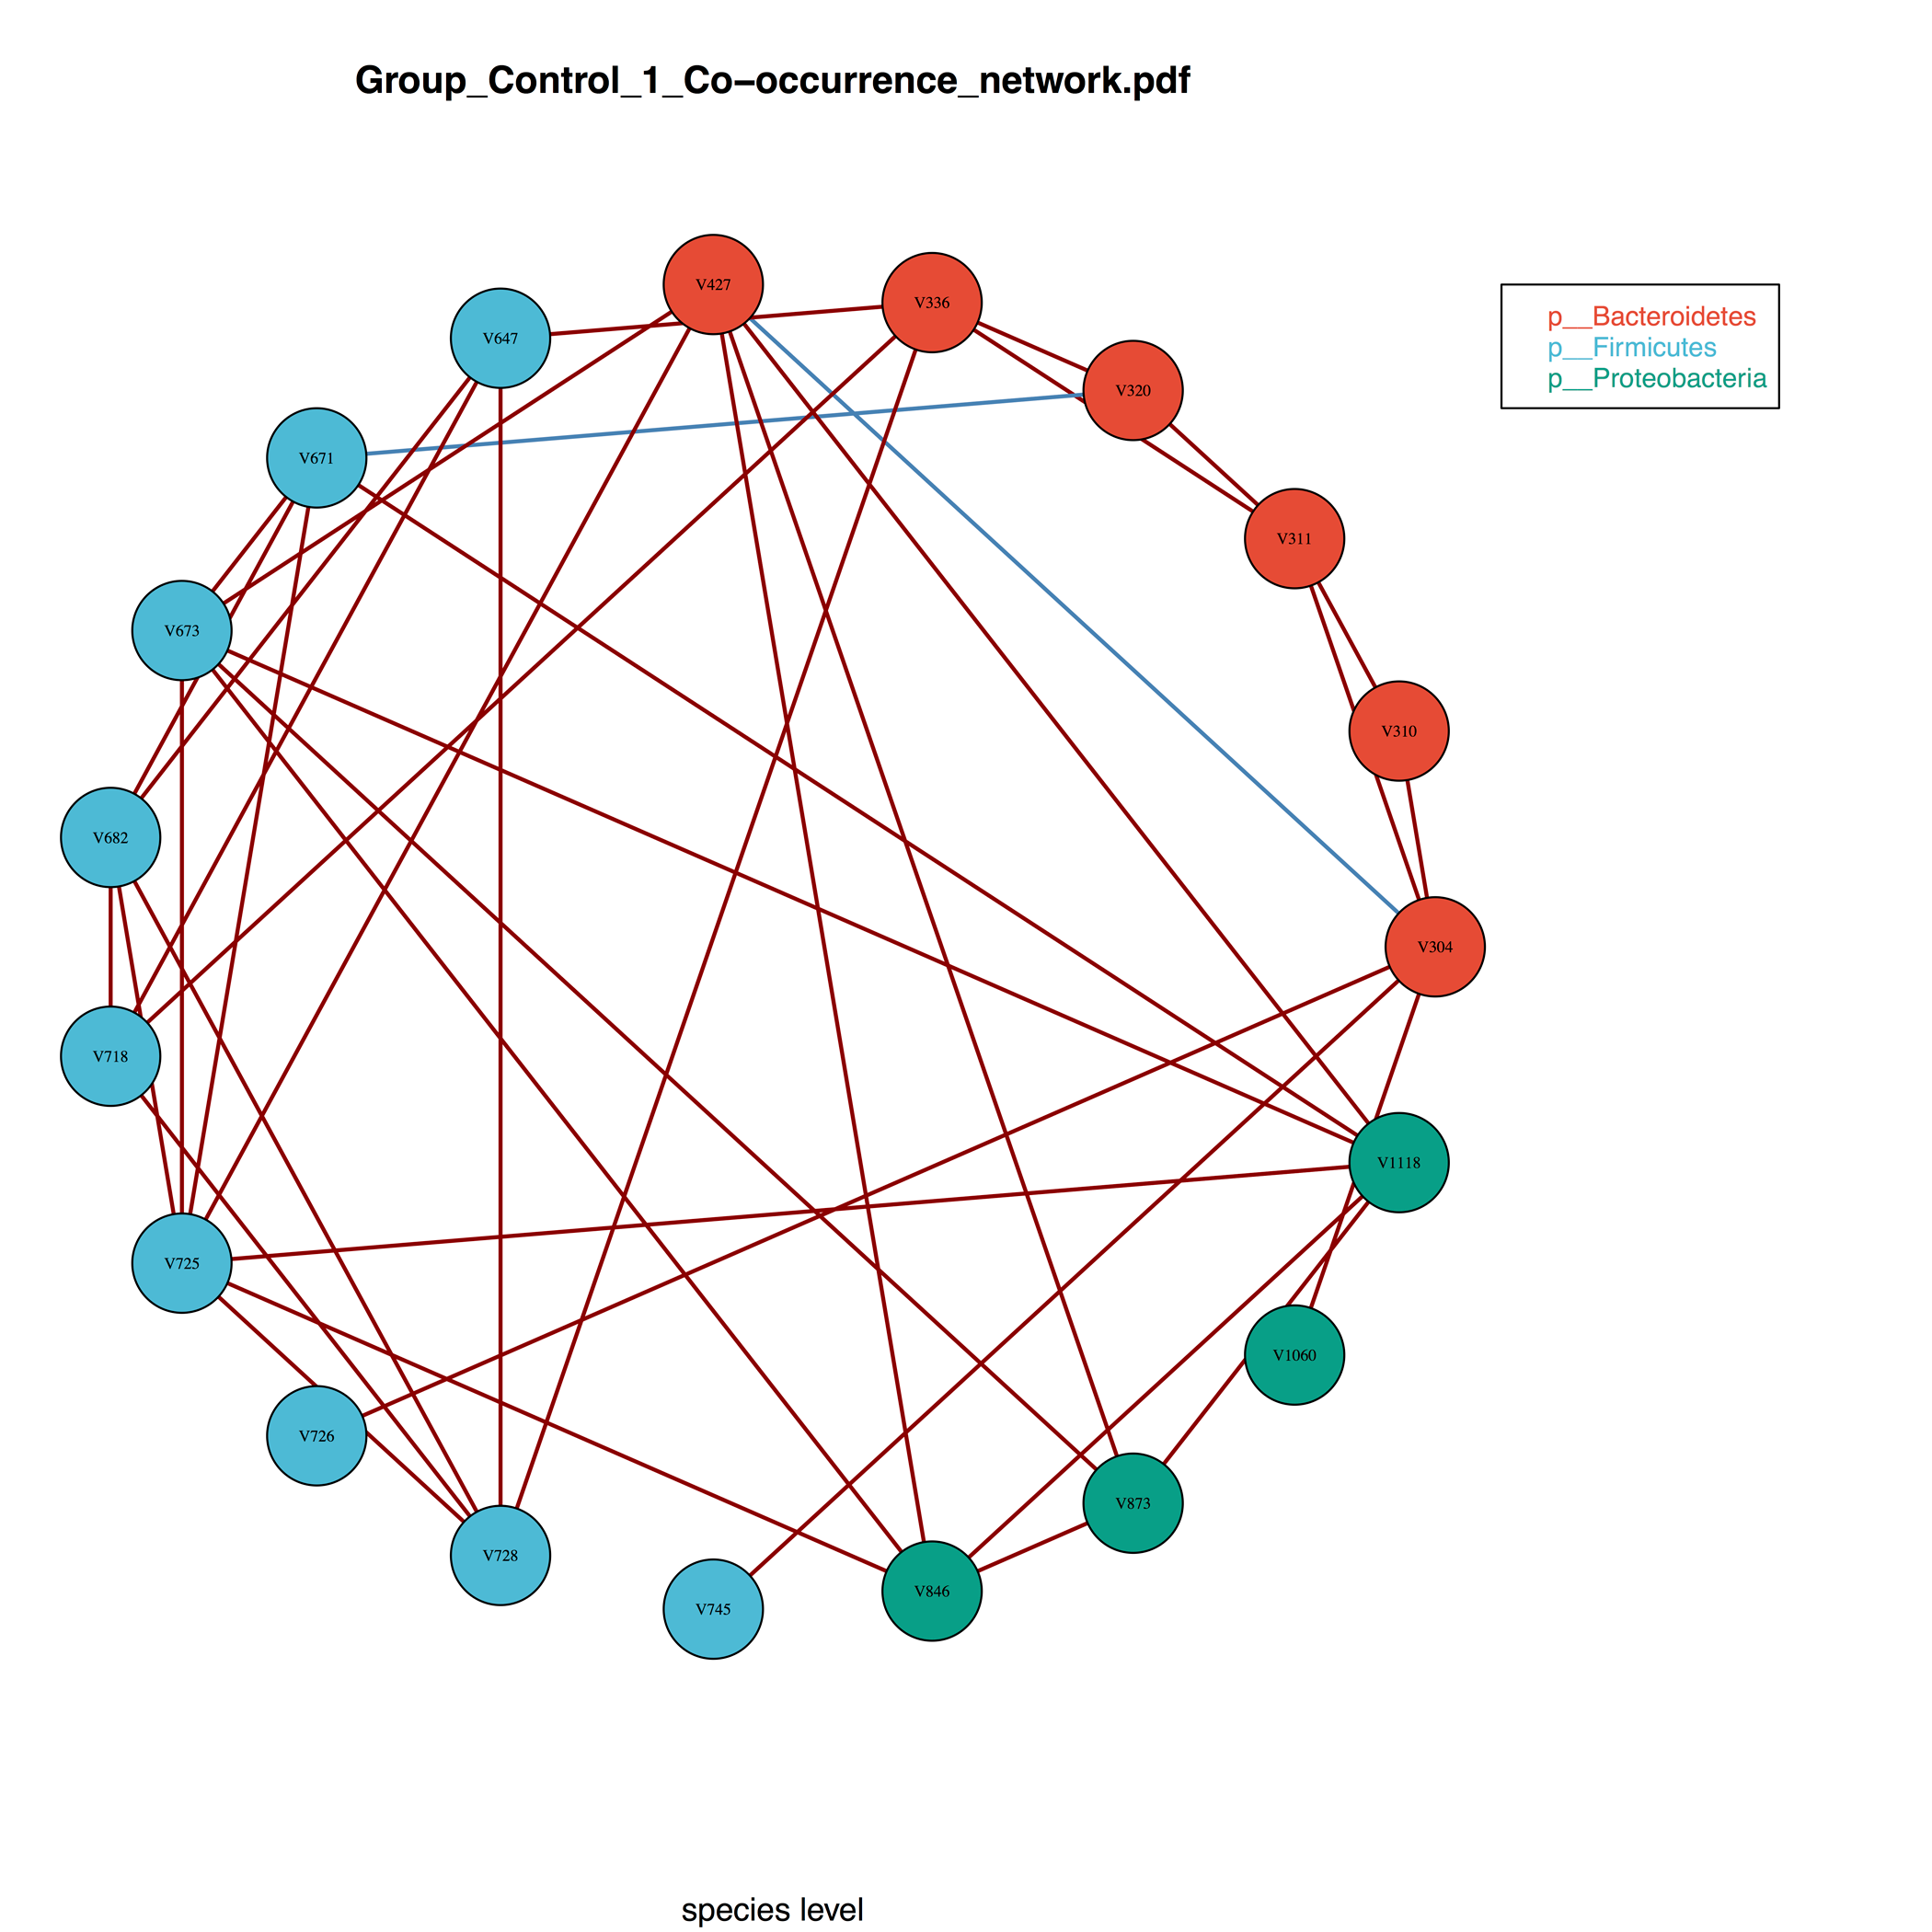 Group_Control_1_Co-occurrence_network.pdf
V427
V336
V647
V320
V671
V311
V673
V310
V682
V304
V718
V1118
V725
V1060
V726
V873
V728
V846
V745
p__Bacteroidetes
p__Firmicutes
p__Proteobacteria
species level